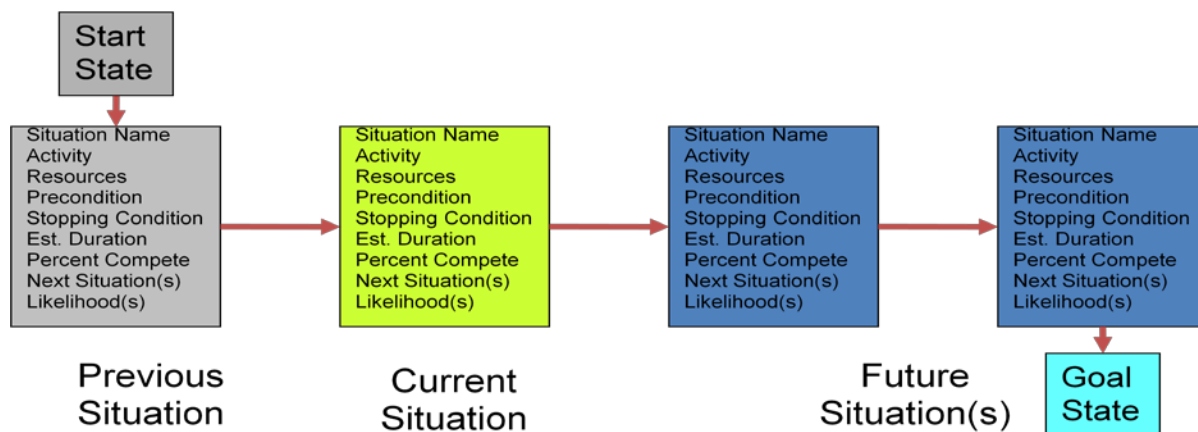 Start
State
Situation Name
Activity
Resources
Precondition
Stopping Condition
Est. Duration
Percent Compete
Next Situation(s)
Likelihood(s)
Situation Name
Activity
Resources
Precondition
Stopping Condition
Est. Duration
Percent Compete
Next Situation(s)
Likelihood(s)
Situation Name
Activity
Resources
Precondition
Stopping Condition
Est. Duration
Percent Compete
Next Situation(s)
Likelihood(s)
Situation Name
Activity
Resources
Precondition
Stopping Condition
Est. Duration
Percent Compete
Next Situation(s)
Likelihood(s)
Previous
Situation
Current
Situation
Future
Situation(s)
Goal
State